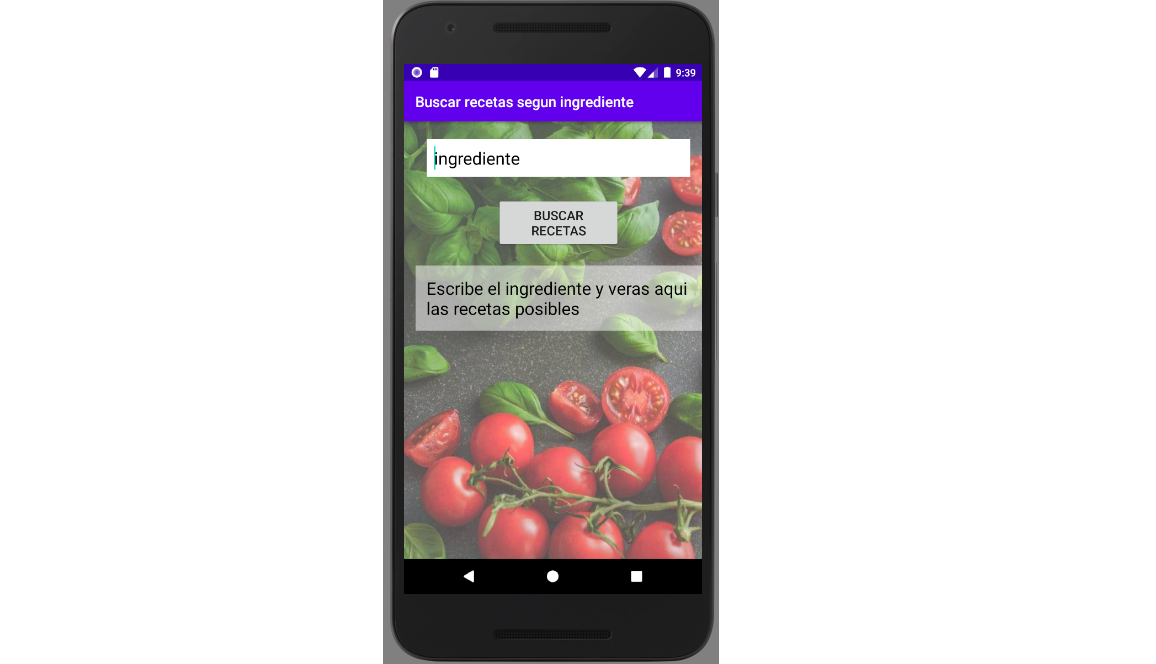 9:39
Buscar recetas segun ingrediente
ingrediente
BUSCAR
RECETAS
Escribe el ingrediente y veras aqui
las recetas posibles